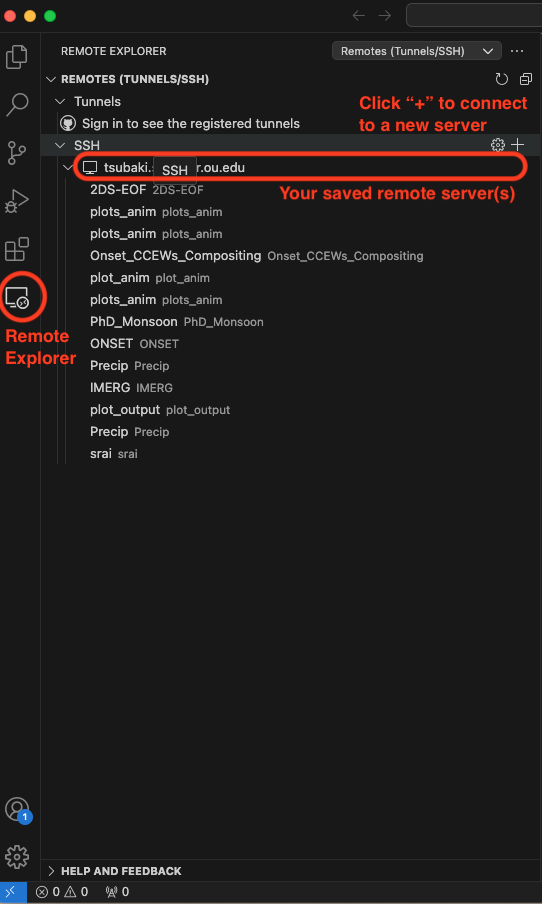 REMOTE EXPLORER
Remotes (Tunnels/SSH)
REMOTES (TUNNELS/SSH)
Tunnels
Click “+” to connect
to a new server
Sign in to see the registered tunnels
SSH
tsubaki. r.ou.edu
SSH
Your saved remote server(s)
2DS-EOF 2DS-EOF
plots_anim plots_anim
plots_anim plots_anim
Onset_CCEWs_Compositing Onset_CCEWs_Compositing
plot_anim plot_anim
plots_anim plots_anim
Remote
Explorer
PhD_Monsoon PhD_Monsoon
ONSET ONSET
Precip Precip
IMERG IMERG
plot_output plot_output
Precip Precip
srai srai
1
HELP AND FEEDBACK
0 0 0